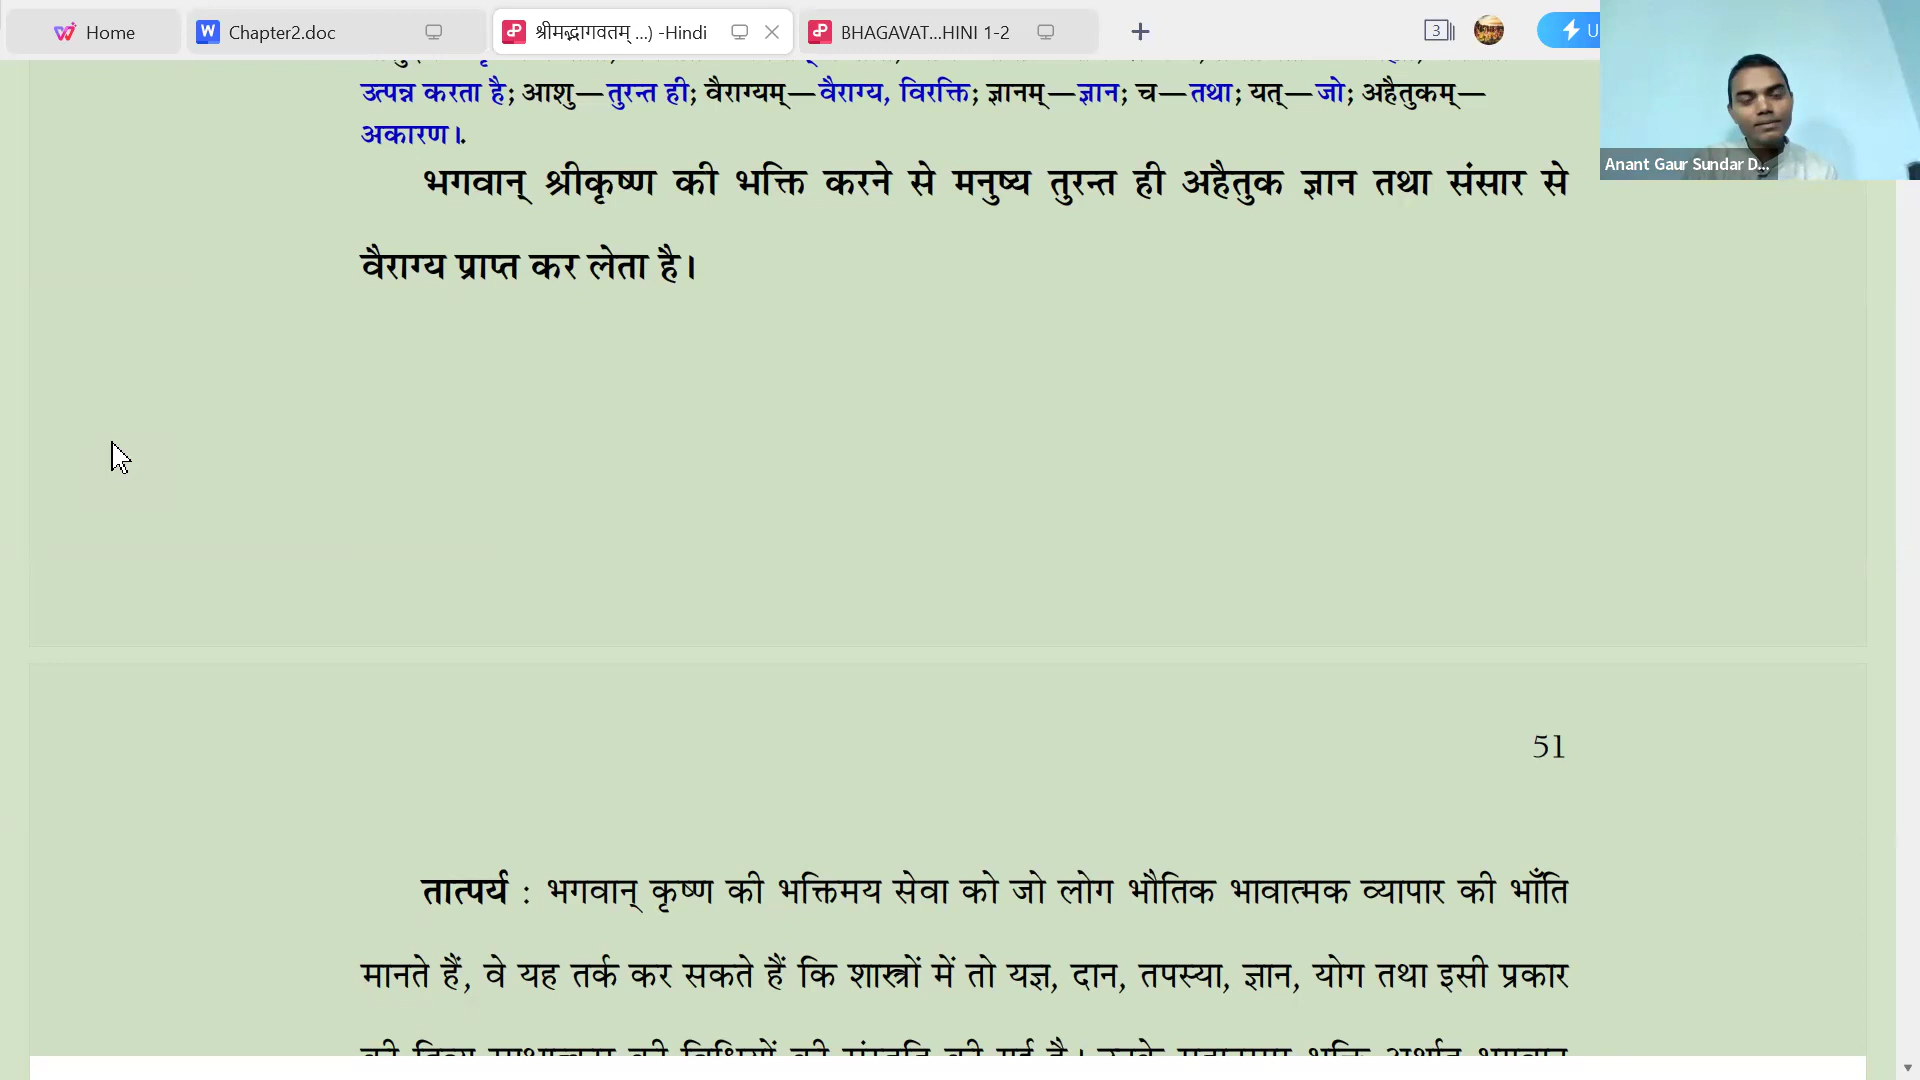 Home
Chapter2.doc
श्रीमद्भागवतम् ...) -Hindi
BHAGAVAT...HINI 1-2
3
U
Anant Gaur Sundar D...
उत्पन्न करता है; आशु—तुरन्त ही; वैराग्यम्—वैराग्य, विरक्ति; ज्ञानम्—ज्ञान; च—तथा; यत्—जो; अहैतुकम्—
अकारण।.
भगवान् श्रीकृष्ण की भक्ति करने से मनुष्य तुरन्त ही अहैतुक ज्ञान तथा संसार से
वैराग्य प्राप्त कर लेता है।
51
तात्पर्य : भगवान् कृष्ण की भक्तिमय सेवा को जो लोग भौतिक भावात्मक व्यापार की भाँति
मानते हैं, वे यह तर्क कर सकते हैं कि शास्त्रों में तो यज्ञ, दान, तपस्या, ज्ञान, योग तथा इसी प्रकार